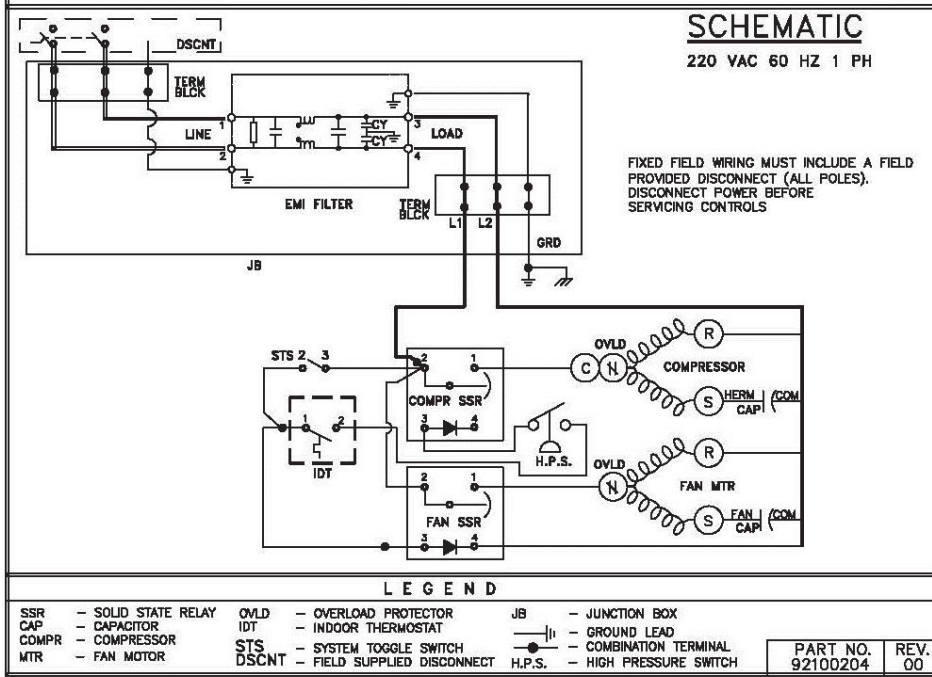 SCHEMATIC
220 VAC 60 HZ 1 PH
DSCNT
TERM
BLCK
1
LINE
2
CY
CY
3
LOAD
4
EMI FILTER
TERM
BLCK
L1
L2
GRD
JB
FIXED FIELD WIRING MUST INCLUDE A FIELD
PROVIDED DISCONNECT (ALL POLES).
DISCONNECT POWER BEFORE
SERVICING CONTROLS
STS 2
3
2
1
COMPR SSR
3
4
OVLD
C
N
R
COMPRESSOR
S
HERM
CAP
COM
1
2
IDT
H.P.S.
2
1
FAN SSR
3
4
OVLD
N
R
FAN MTR
S
FAN
CAP
COM
LEGEND
SSR – SOLID STATE RELAY
CAP – CAPACITOR
COMPR – COMPRESSOR
MTR – FAN MOTOR
OVLD – OVERLOAD PROTECTOR
IDT – INDOOR THERMOSTAT
STS – SYSTEM TOGGLE SWITCH
DSCNT – FIELD SUPPLIED DISCONNECT
JB – JUNCTION BOX
– GROUND LEAD
– COMBINATION TERMINAL
H.P.S. – HIGH PRESSURE SWITCH
PART NO.
92100204
REV.
00